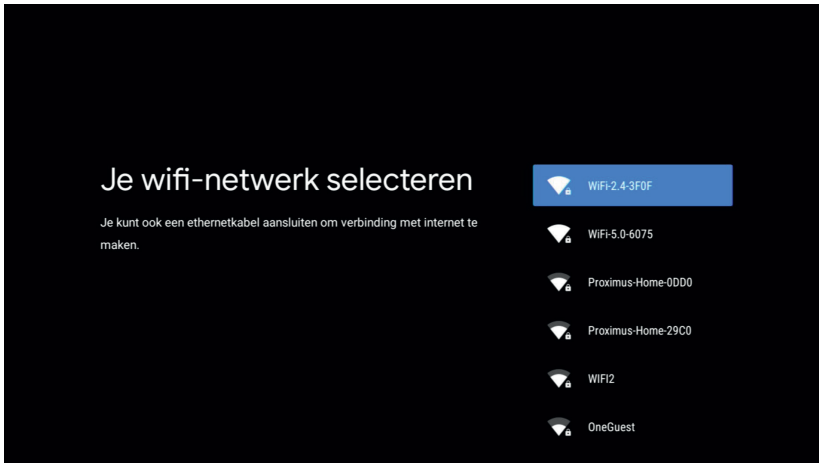 Je wifi-netwerk selecteren
Je kunt ook een ethernetkabel aansluiten om verbinding met internet te
maken.
WiFi-2.4-3F0F
WiFi-5.0-6075
Proximus-Home-0DD0
Proximus-Home-29C0
WIFI2
OneGuest